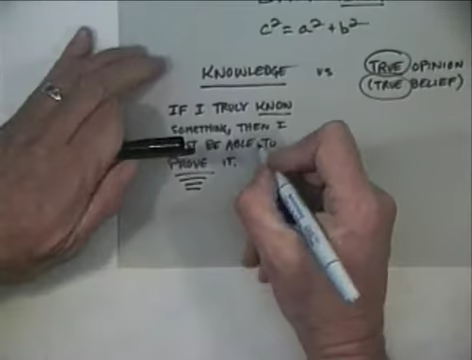 c² = a² + b²
KNOWLEDGE vs TRUE OPINION
(TRUE BELIEF)
IF I TRULY KNOW
SOMETHING, THEN I
BE ABLE TO
PROVE IT.